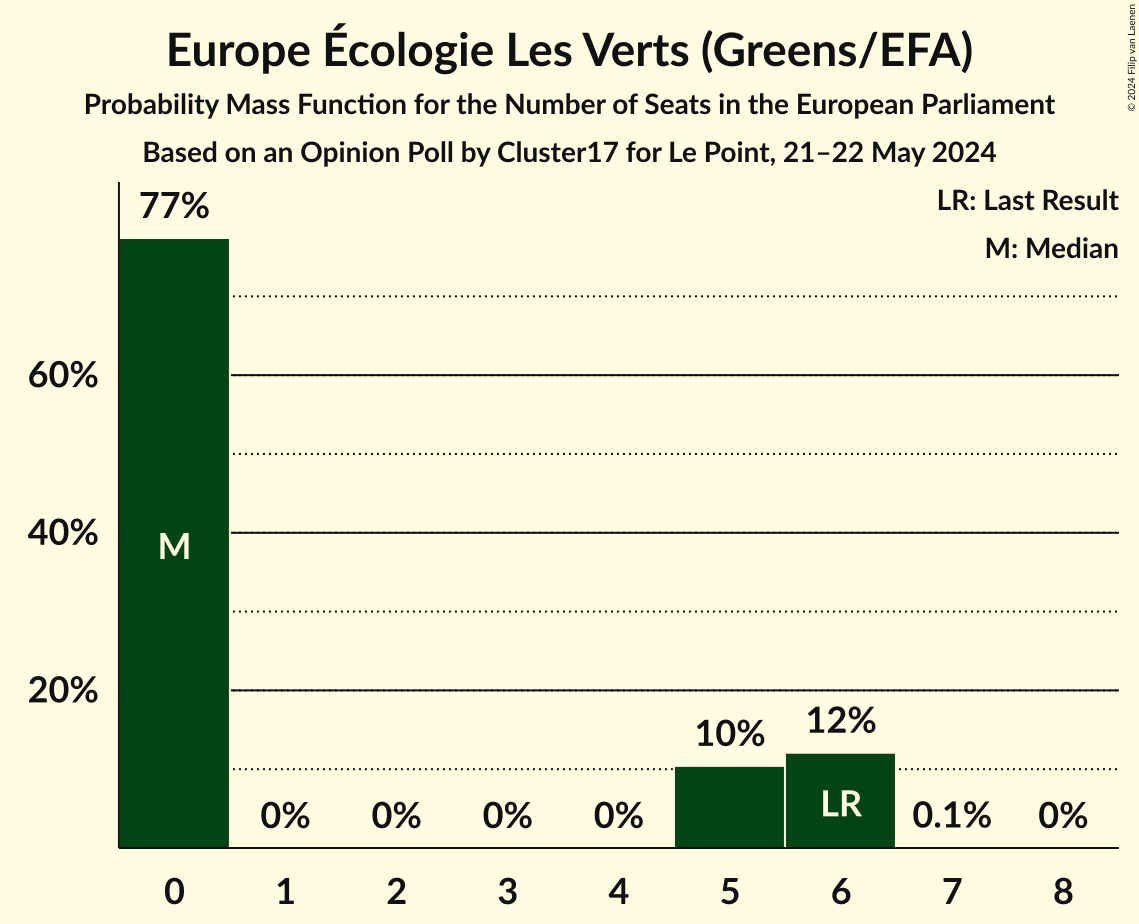 Europe Écologie Les Verts (Greens/EFA)
Probability Mass Function for the Number of Seats in the European Parliament
Based on an Opinion Poll by Cluster17 for Le Point, 21–22 May 2024
© 2024 Filip van Laenen
LR: Last Result
M: Median
77%
60%
40%
20%
M
0%
0%
0%
0%
10%
12%
LR
0.1%
0%
0
1
2
3
4
5
6
7
8